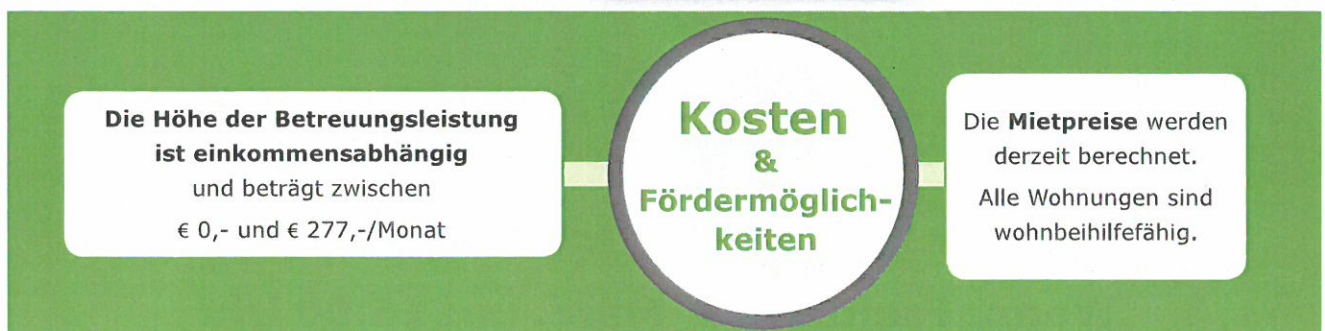 Die Höhe der Betreuungsleistung
ist einkommensabhängig
und beträgt zwischen
€ 0,- und € 277,-/Monat
Kosten
&
Fördermöglich-
keiten
Die Mietpreise werden
derzeit berechnet.
Alle Wohnungen sind
wohnbeihilfefähig.